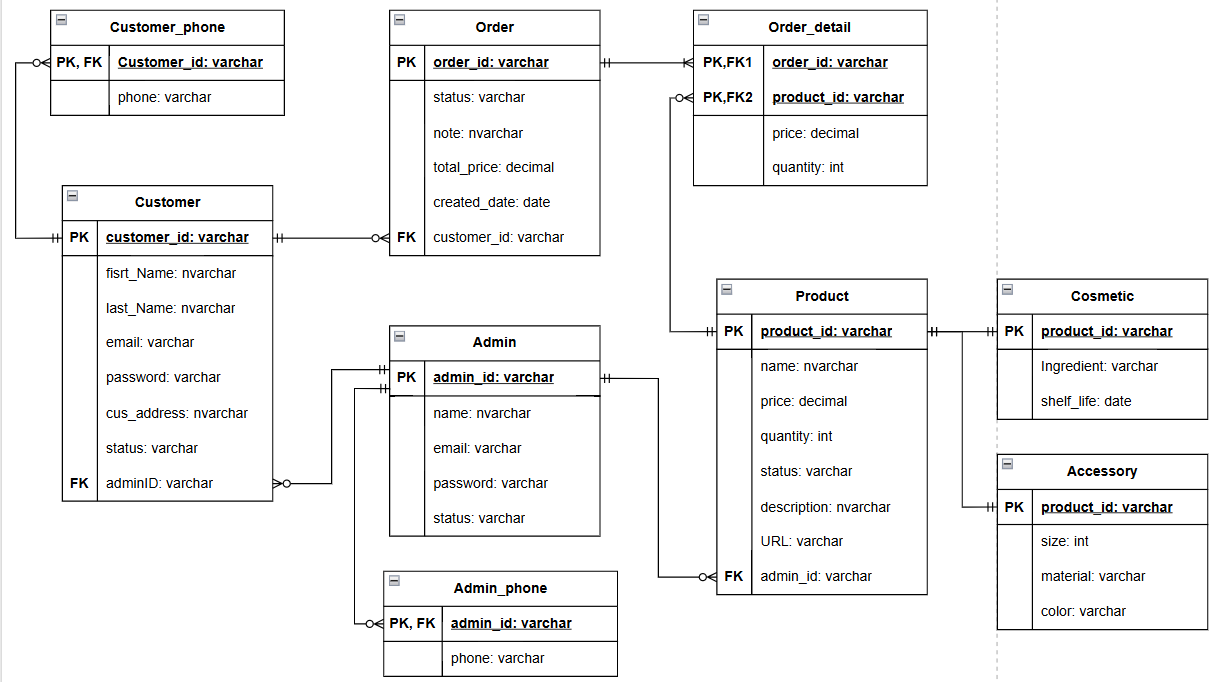 Customer_phone
PK, FK Customer_id: varchar
phone: varchar
Order
PK order_id: varchar
status: varchar
note: nvarchar
total_price: decimal
created_date: date
FK customer_id: varchar
Order_detail
PK,FK1 order_id: varchar
PK,FK2 product_id: varchar
price: decimal
quantity: int
Customer
PK customer_id: varchar
fisrt_Name: nvarchar
last_Name: nvarchar
email: varchar
password: varchar
cus_address: nvarchar
status: varchar
FK adminID: varchar
Admin
PK admin_id: varchar
name: nvarchar
email: varchar
password: varchar
status: varchar
Admin_phone
PK, FK admin_id: varchar
phone: varchar
Product
PK product_id: varchar
name: nvarchar
price: decimal
quantity: int
status: varchar
description: nvarchar
URL: varchar
FK admin_id: varchar
Cosmetic
PK product_id: varchar
Ingredient: varchar
shelf_life: date
Accessory
PK product_id: varchar
size: int
material: varchar
color: varchar